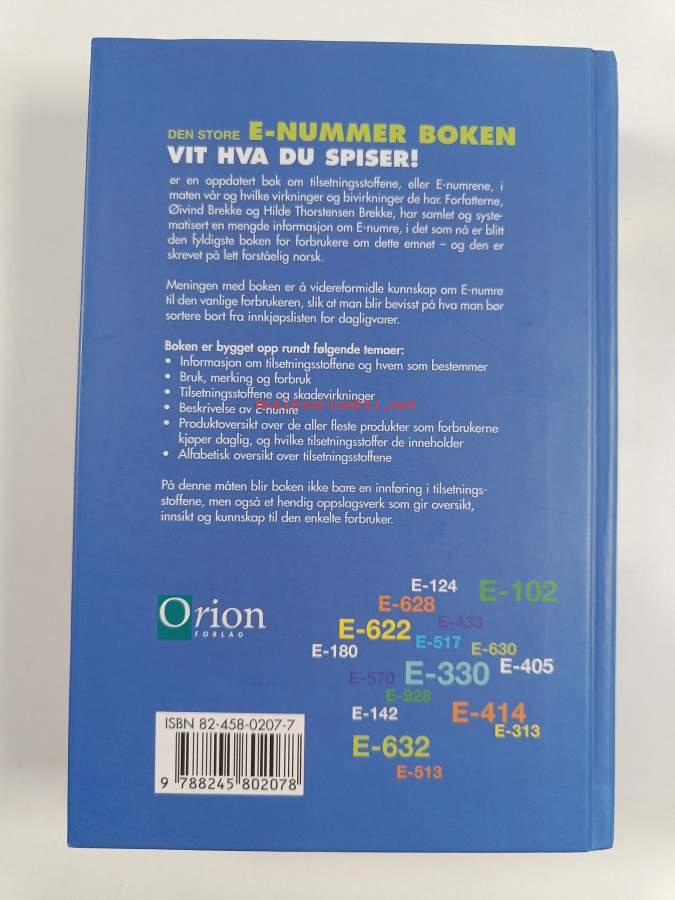 DEN STORE E-NUMMER BOKEN
VIT HVA DU SPISER!
er en oppdatert bok om tilsetningsstoffene, eller E-numrene, i
maten vår og hvilke virkninger og bivirkninger de har. Forfatterne,
Øivind Brekke og Hilde Thorstensen Brekke, har samlet og syste-
matisert en mengde informasjon om E-numre, i det som nå er blitt
den fyldigste boken for forbrukere om dette emnet – og den er
skrevet på lett forståelig norsk.
Meningen med boken er å videreformidle kunnskap om E-numre
til den vanlige forbrukeren, slik at man blir bevisst på hva man bør
sortere bort fra innkjøpslisten for dagligvarer.
Boken er bygget opp rundt følgende temaer:
• Informasjon om tilsetningsstoffene og hvem som bestemmer
• Bruk, merking og forbruk
• Tilsetningsstoffene og skadevirkninger
• Beskrivelse av E-numre
Antikvariaatti.net
• Produktoversikt over de aller fleste produkter som forbrukerne
kjøper daglig, og hvilke tilsetningsstoffer de inneholder
• Alfabetisk oversikt over tilsetningsstoffene
På denne måten blir boken ikke bare en innføring i tilsetnings-
stoffene, men også et hendig oppslagsverk som gir oversikt,
innsikt og kunnskap til den enkelte forbruker.
E-124 E-102
E-628
E-622 E-433
E-180 E-517 E-630
E-570 E-330 E-405
E-928
E-142 E-414
E-313
E-632
E-513
Orion
FORLAG
ISBN 82-458-0207-7
9 788245 802078